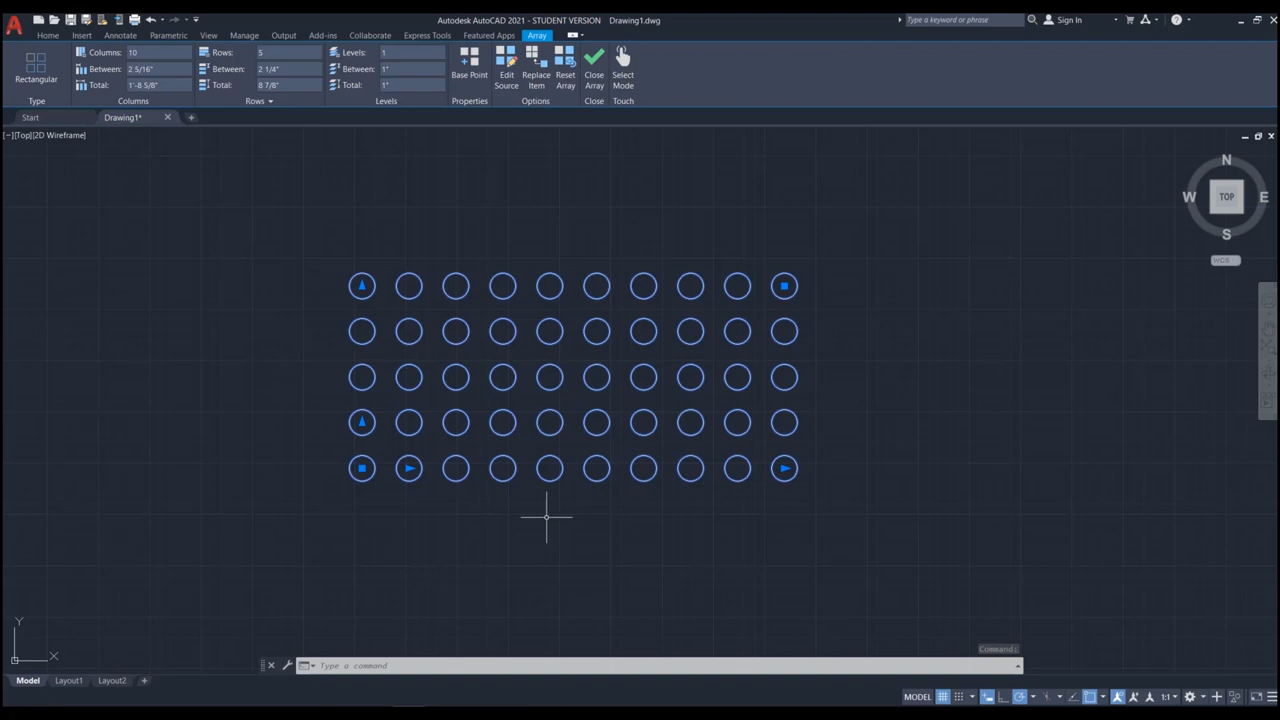 Autodesk AutoCAD 2021 - STUDENT VERSION Drawing1.dwg
Type a keyword or phrase
Sign In
Home Insert Annotate Parametric View Manage Output Add-ins Collaborate Express Tools Featured Apps Array
Columns: 10 Rows: 5 Levels: 1
Between: 2 5/16" Between: 2 1/4" Between: 1"
Total: 1'-8 5/8" Total: 8 7/8" Total: 1"
Rectangular
Base Point
Edit Source
Replace Item
Reset Array
Close Array
Select Mode
Type Columns Rows Levels Properties Options Close Touch
Start Drawing1*
[−][Top][2D Wireframe]
N
W TOP E
S
WCS
Y
X
Command:
Type a command
Model Layout1 Layout2
MODEL 1:1